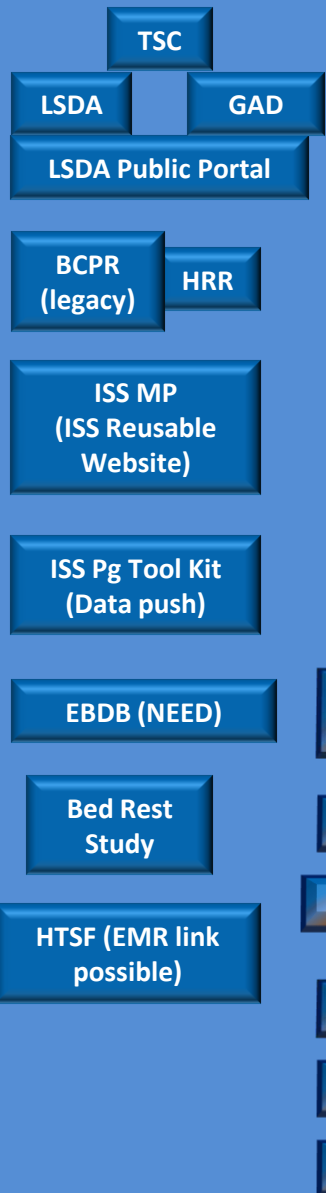 TSC
LSDA
GAD
LSDA Public Portal
BCPR
(legacy)
HRR
ISS MP
(ISS Reusable
Website)
ISS Pg Tool Kit
(Data push)
EBDB (NEED)
Bed Rest
Study
HTSF (EMR link
possible)